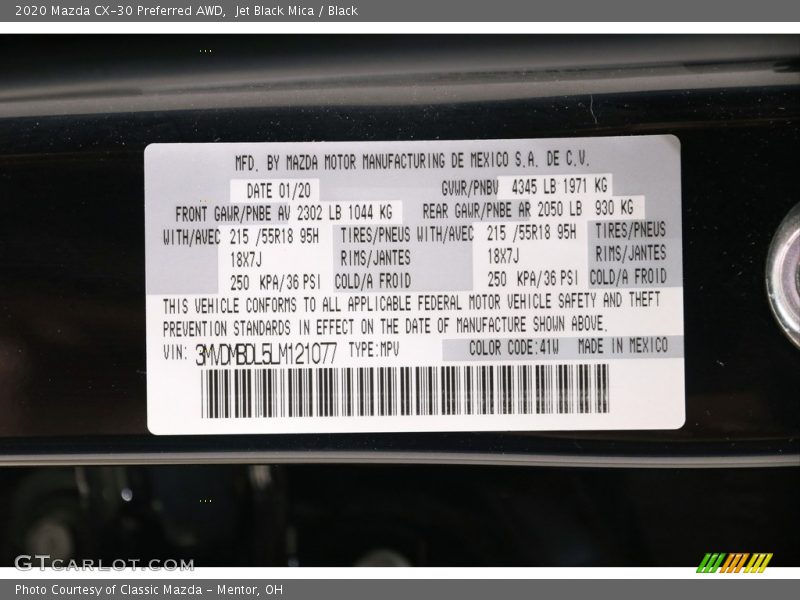 2020 Mazda CX-30 Preferred AWD,  Jet Black Mica / Black
MFD. BY MAZDA MOTOR MANUFACTURING DE MEXICO S.A. DE C.V.
DATE 01/20 GVWR/PNBV 4345 LB 1971 KG
FRONT GAWR/PNBE AV 2302 LB 1044 KG REAR GAWR/PNBE AR 2050 LB 930 KG
WITH/AVEC 215 /55R18 95H TIRES/PNEUS WITH/AVEC 215 /55R18 95H TIRES/PNEUS
18X7J RIMS/JANTES 18X7J RIMS/JANTES
250 KPA/36 PSI COLD/A FROID 250 KPA/36 PSI COLD/A FROID
THIS VEHICLE CONFORMS TO ALL APPLICABLE FEDERAL MOTOR VEHICLE SAFETY AND THEFT
PREVENTION STANDARDS IN EFFECT ON THE DATE OF MANUFACTURE SHOWN ABOVE.
VIN: 3MVDMBDL5LM121077 TYPE:MPV COLOR CODE:41W MADE IN MEXICO
GTCARLOT.COM
Photo Courtesy of Classic Mazda - Mentor, OH